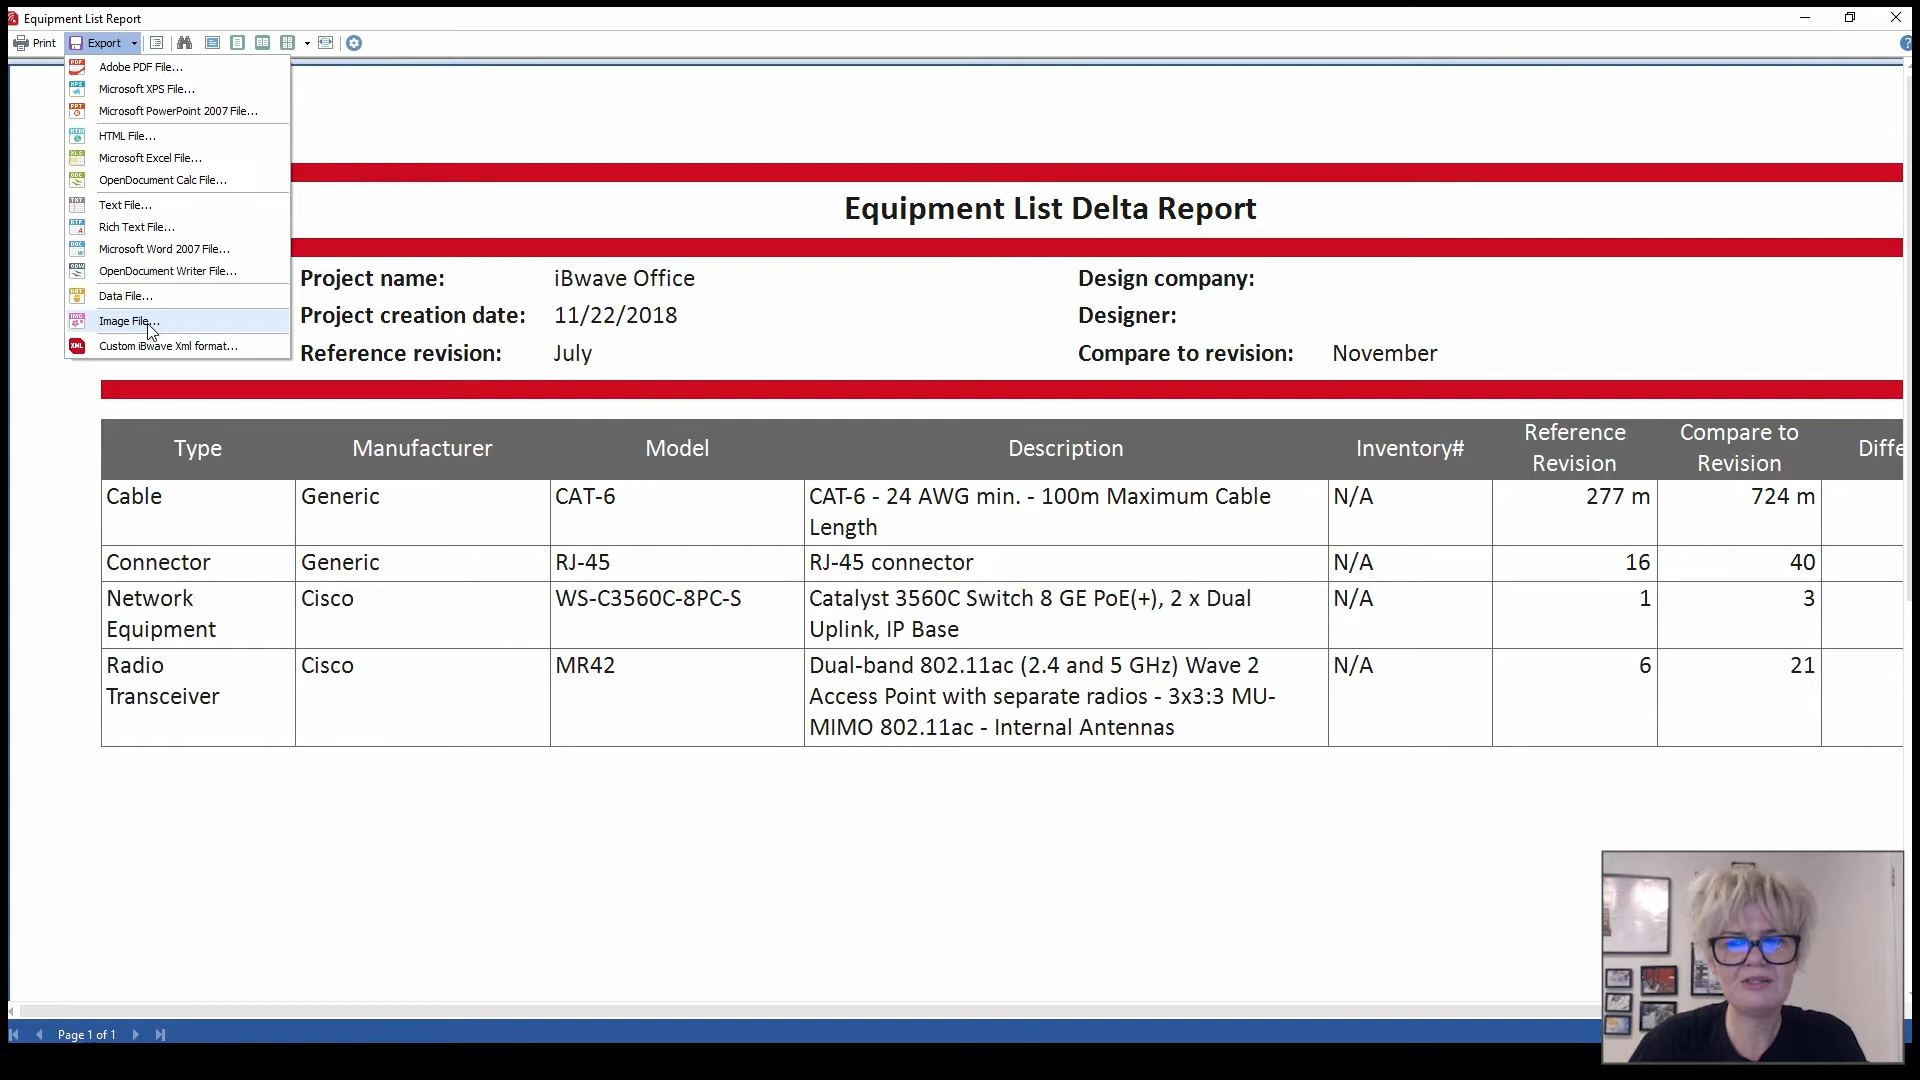 Equipment List Report
Print
Export
Adobe PDF File...
Microsoft XPS File...
Microsoft PowerPoint 2007 File...
HTML File...
Microsoft Excel File...
OpenDocument Calc File...
Text File...
Rich Text File...
Microsoft Word 2007 File...
OpenDocument Writer File...
Data File...
Image File...
Custom iBwave Xml format...
Equipment List Delta Report
Project name: iBwave Office Design company:
Project creation date: 11/22/2018 Designer:
Reference revision: July Compare to revision: November
Type Manufacturer Model Description Inventory# Reference Revision Compare to Revision Diffe
Cable Generic CAT-6 CAT-6 - 24 AWG min. - 100m Maximum Cable N/A 277 m 724 m
Length
Connector Generic RJ-45 RJ-45 connector N/A 16 40
Network Cisco WS-C3560C-8PC-S Catalyst 3560C Switch 8 GE PoE(+), 2 x Dual N/A 1 3
Equipment Uplink, IP Base
Radio Cisco MR42 Dual-band 802.11ac (2.4 and 5 GHz) Wave 2 N/A 6 21
Transceiver Access Point with separate radios - 3x3:3 MU-
MIMO 802.11ac - Internal Antennas
Page 1 of 1